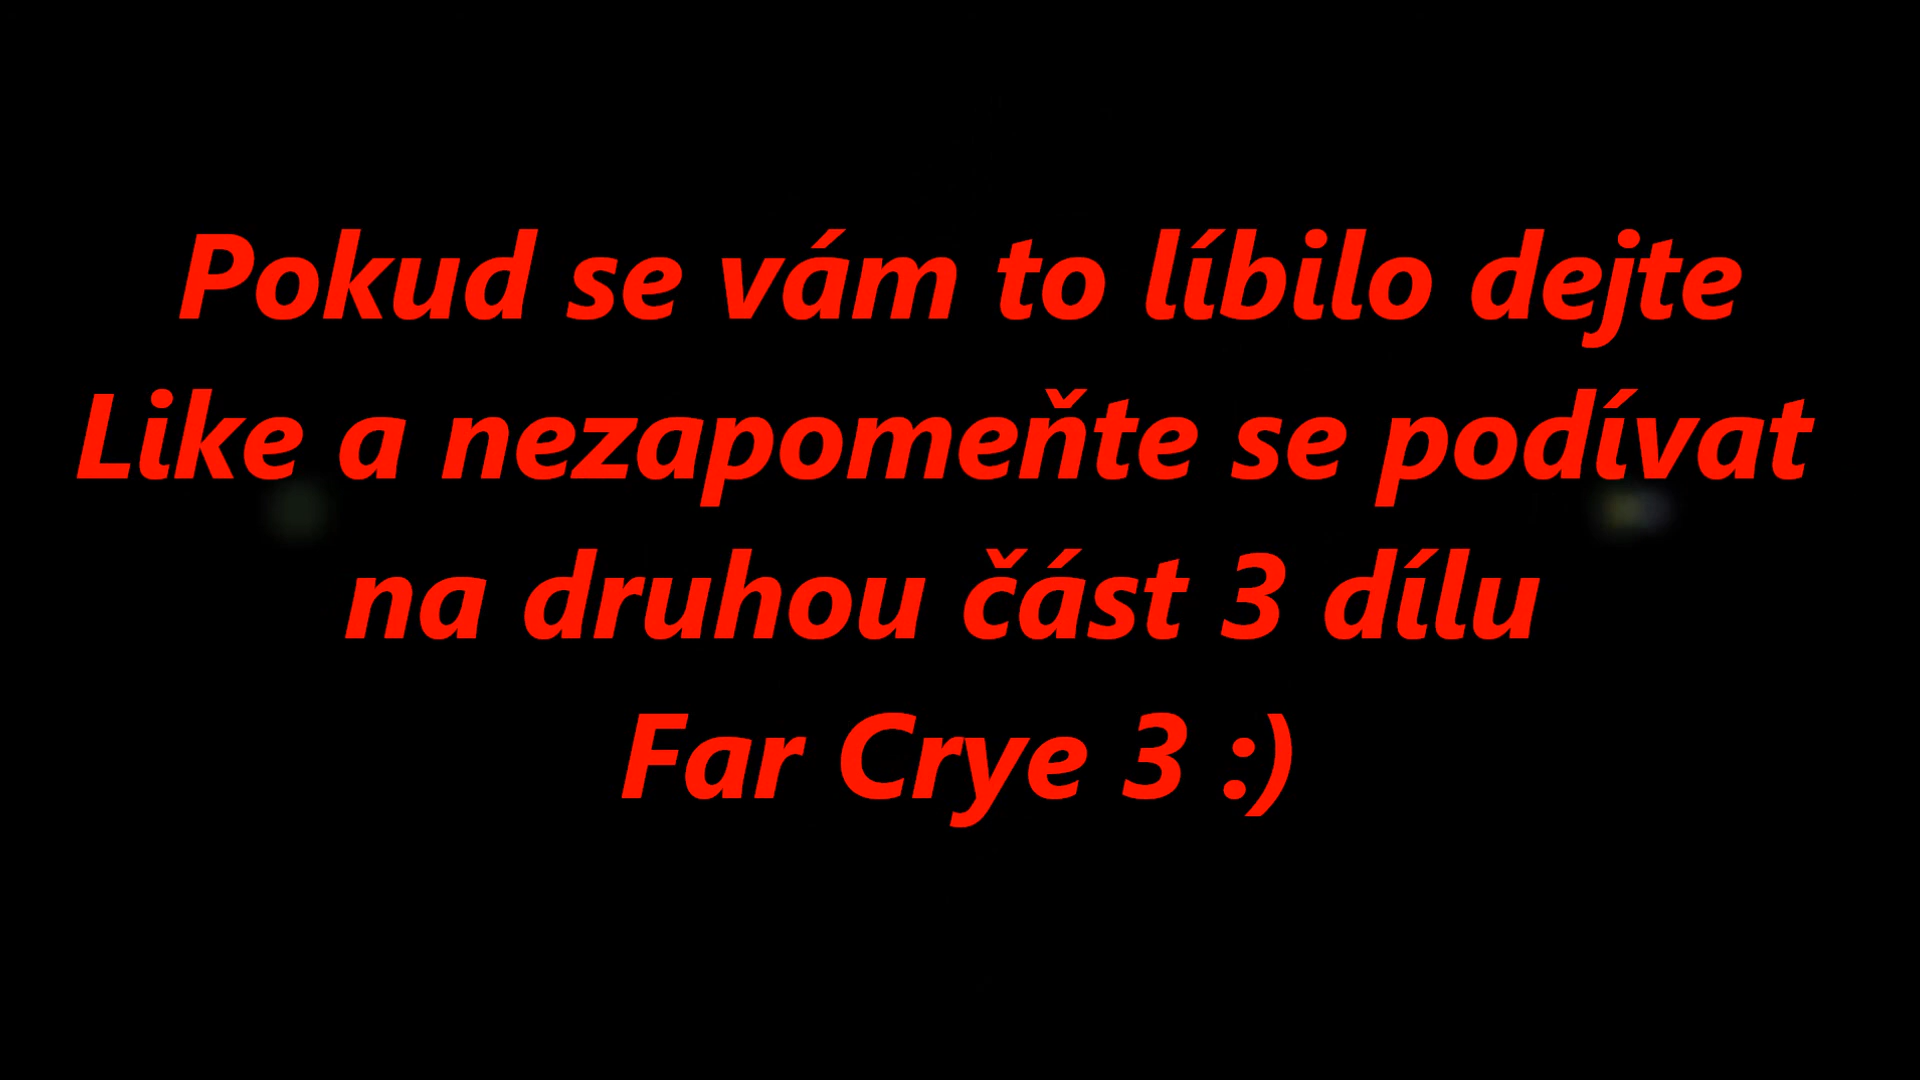 Pokud se vám to líbilo dejte
Like a nezapomeňte se podívat
na druhou část 3 dílu
Far Crye 3 :)